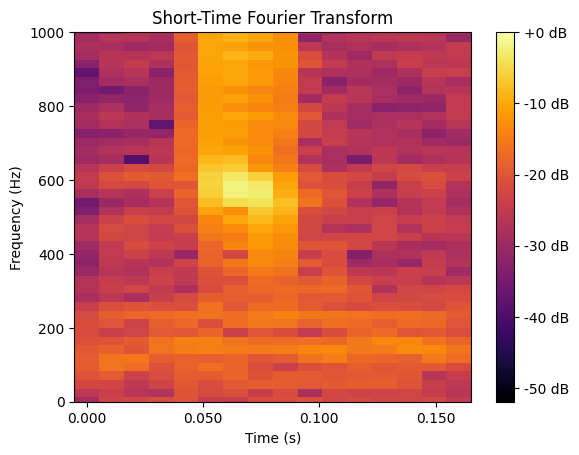 Short-Time Fourier Transform
1000
800
600
400
200
0
Frequency (Hz)
0.000
0.050
0.100
0.150
Time (s)
+0 dB
-10 dB
-20 dB
-30 dB
-40 dB
-50 dB